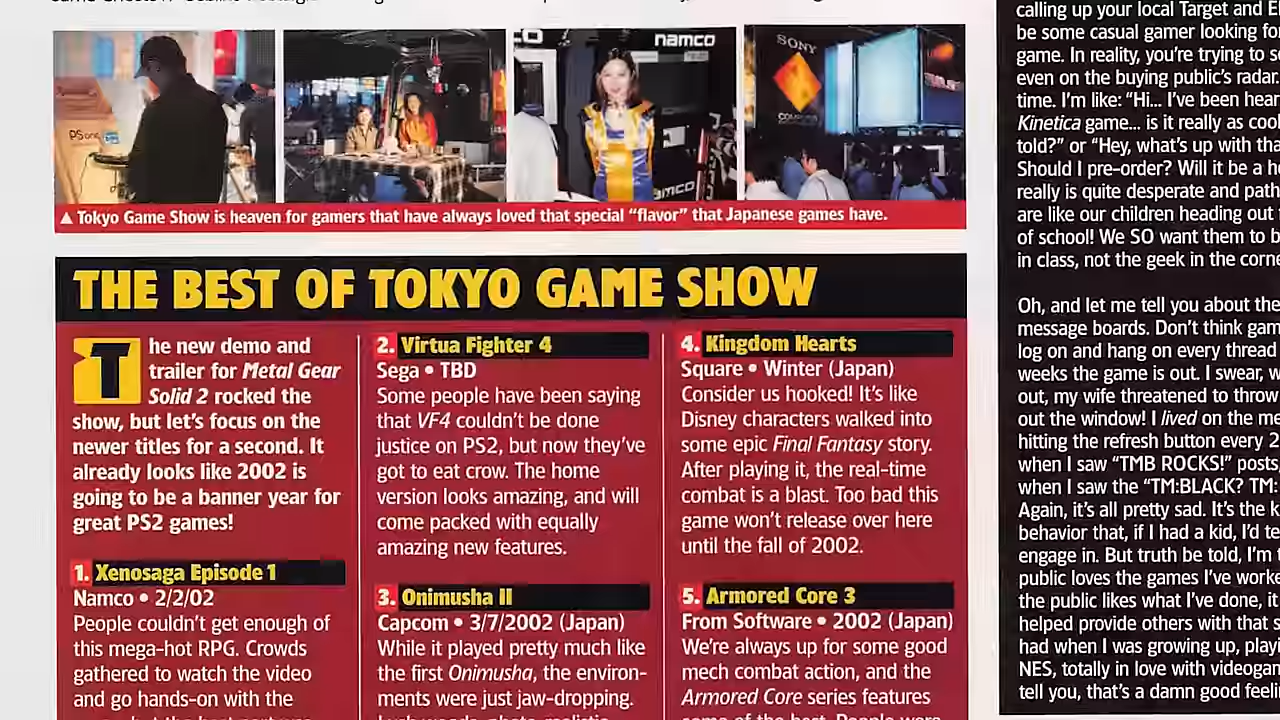 namco
SONY
PSone
▲ Tokyo Game Show is heaven for gamers that have always loved that special “flavor” that Japanese games have.
THE BEST OF TOKYO GAME SHOW
The new demo and
trailer for Metal Gear
Solid 2 rocked the
show, but let’s focus on the
newer titles for a second. It
already looks like 2002 is
going to be a banner year for
great PS2 games!
1. Xenosaga Episode 1
Namco • 2/2/02
People couldn’t get enough of
this mega-hot RPG. Crowds
gathered to watch the video
and go hands-on with the
2. Virtua Fighter 4
Sega • TBD
Some people have been saying
that VF4 couldn’t be done
justice on PS2, but now they’ve
got to eat crow. The home
version looks amazing, and will
come packed with equally
amazing new features.
3. Onimusha II
Capcom • 3/7/2002 (Japan)
While it played pretty much like
the first Onimusha, the environ-
ments were just jaw-dropping.
4. Kingdom Hearts
Square • Winter (Japan)
Consider us hooked! It’s like
Disney characters walked into
some epic Final Fantasy story.
After playing it, the real-time
combat is a blast. Too bad this
game won’t release over here
until the fall of 2002.
5. Armored Core 3
From Software • 2002 (Japan)
We’re always up for some good
mech combat action, and the
Armored Core series features
some of the best. People were
calling up your local Target and
be some casual gamer looking
game. In reality, you’re trying to
even on the buying public’s radar
time. I’m like: “Hi... I’ve been
Kinetica game... is it really as
told?” or “Hey, what’s up with
Should I pre-order? Will it be a
really is quite desperate and
are like our children heading out
of school! We SO want them to
in class, not the geek in the
Oh, and let me tell you about the
message boards. Don’t think
log on and hang on every thread
weeks the game is out. I swear,
out, my wife threatened to throw
out the window! I lived on the
hitting the refresh button every
when I saw “TMB ROCKS!” posts,
when I saw the “TM:BLACK? TM:
Again, it’s all pretty sad. It’s the
behavior that, if I had a kid, I’d
engage in. But truth be told, I’m
public loves the games I’ve
the public likes what I’ve done, it
helped provide others with that
had when I was growing up,
NES, totally in love with
tell you, that’s a damn good